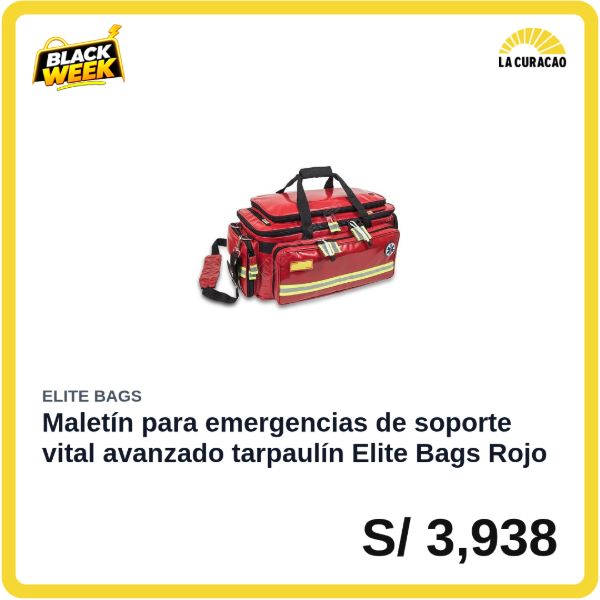 BLACK
WEEK
LA CURACAO
ELITE BAGS
Maletín para emergencias de soporte
vital avanzado tarpaulín Elite Bags Rojo
S/ 3,938